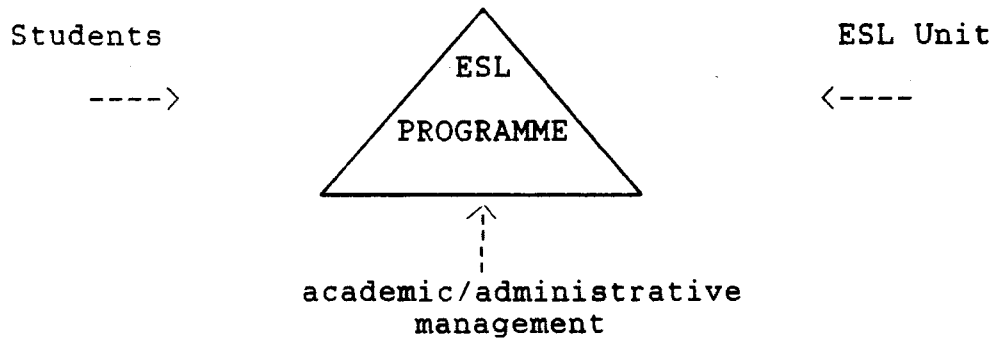 Students
ESL Unit
ESL
PROGRAMME
academic/administrative
management